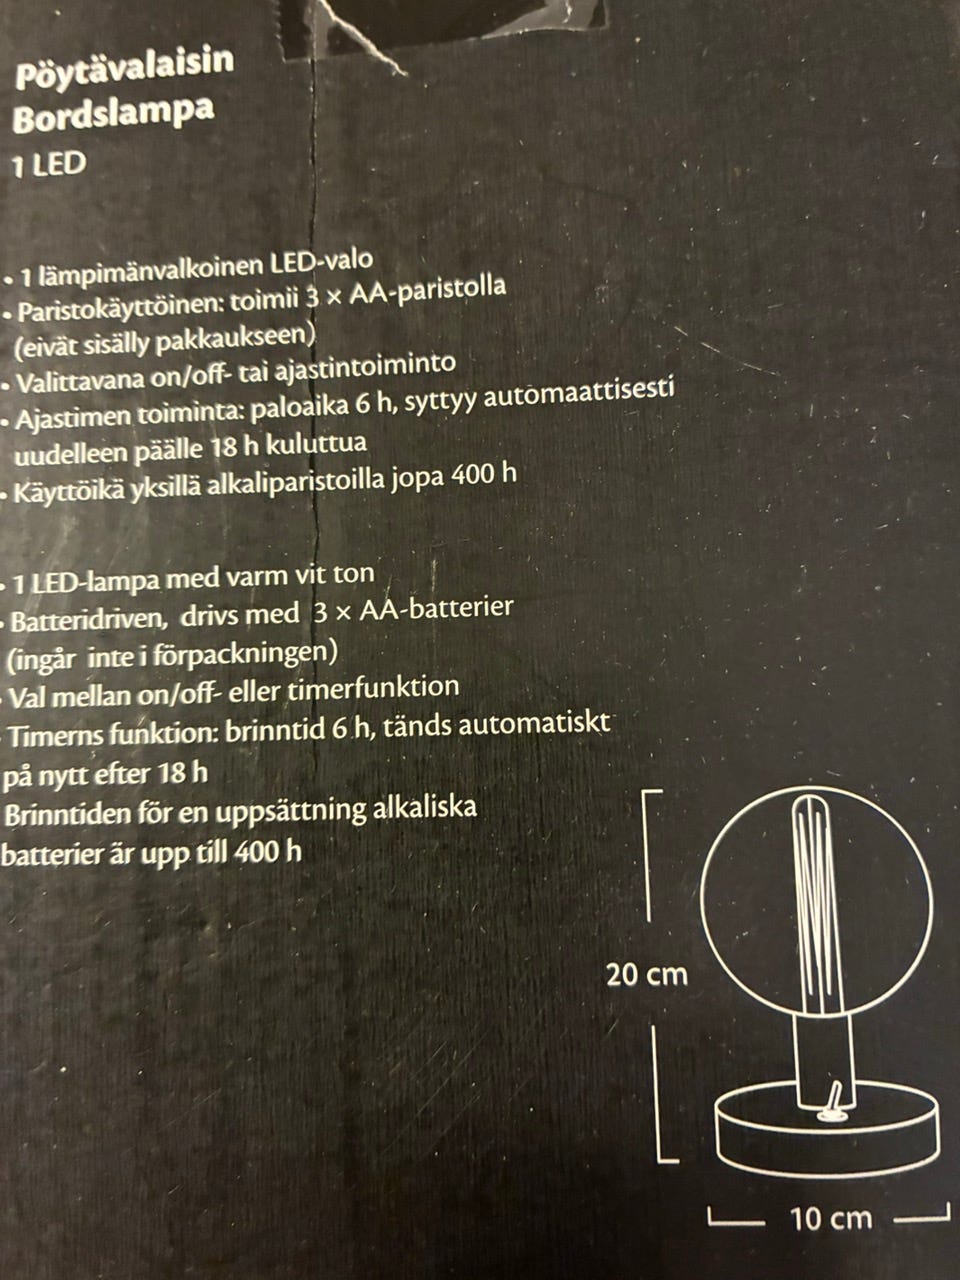 Pöytävalaisin
Bordslampa
1 LED
• 1 lämpimänvalkoinen LED-valo
• Paristokäyttöinen: toimii 3 × AA-paristolla
(eivät sisälly pakkaukseen)
• Valittavana on/off- tai ajastintoiminto
• Ajastimen toiminta: paloaika 6 h, syttyy automaattisesti
uudelleen päälle 18 h kuluttua
• Käyttöikä yksillä alkaliparistoilla jopa 400 h
• 1 LED-lampa med varm vit ton
• Batteridriven, drivs med 3 × AA-batterier
(ingår inte i förpackningen)
• Val mellan on/off- eller timerfunktion
• Timerns funktion: brinntid 6 h, tänds automatiskt
på nytt efter 18 h
Brinntiden för en uppsättning alkaliska
batterier är upp till 400 h
20 cm
10 cm